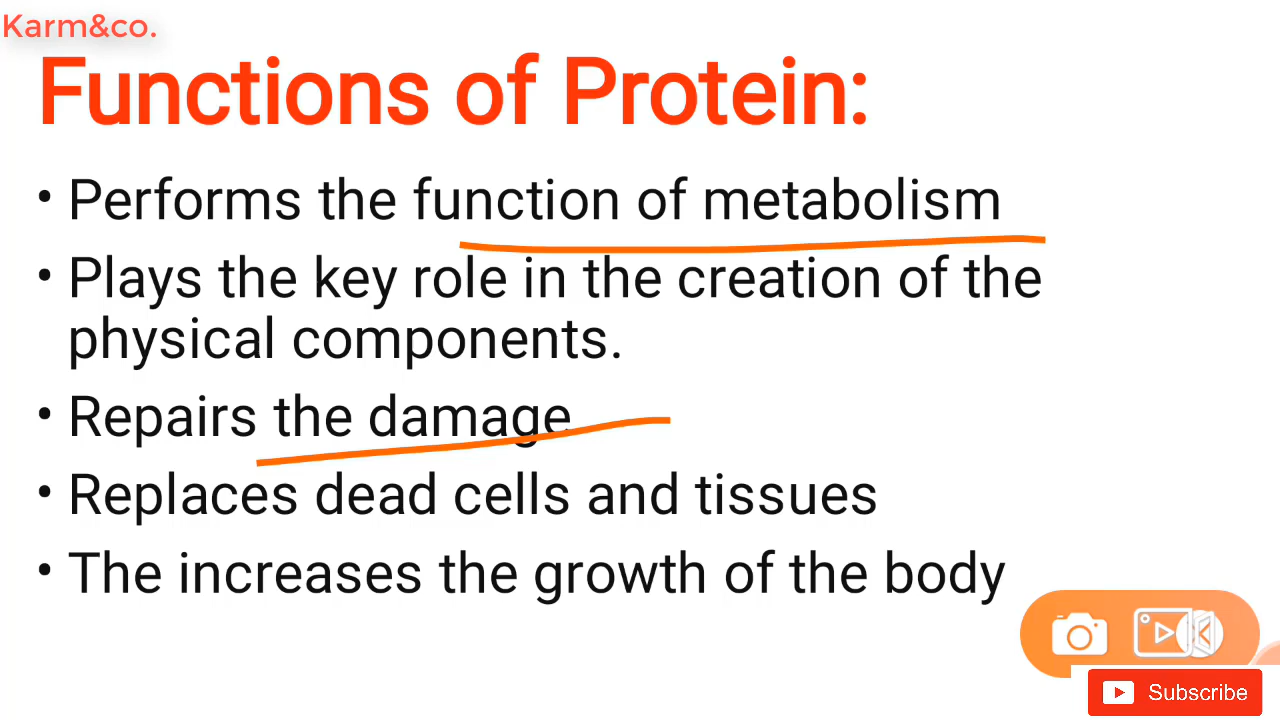 Karm&co.
Functions of Protein:
• Performs the function of metabolism
• Plays the key role in the creation of the
physical components.
• Repairs the damage
• Replaces dead cells and tissues
• The increases the growth of the body
Subscribe